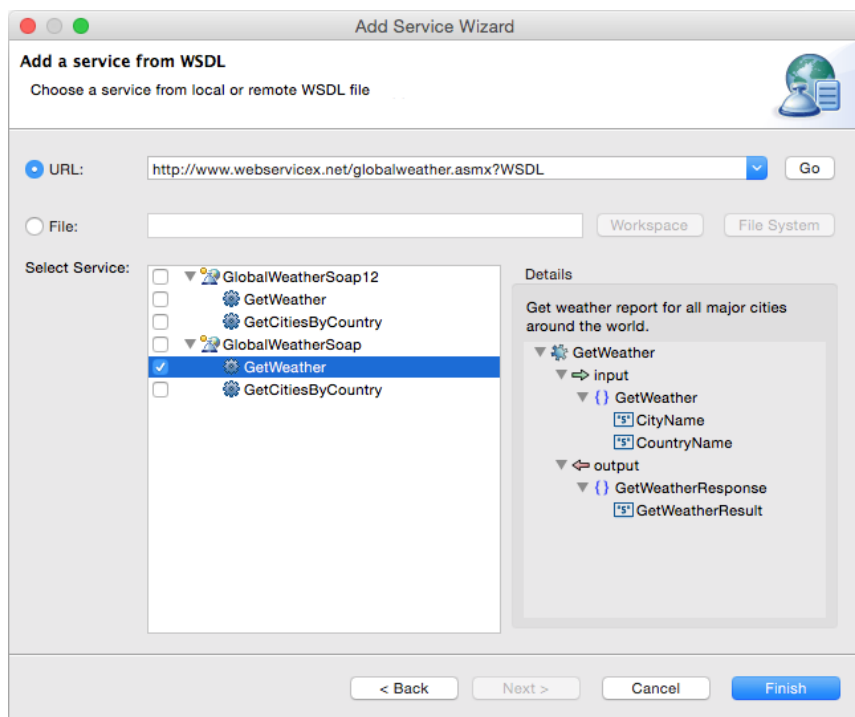 Add Service Wizard
Add a service from WSDL
Choose a service from local or remote WSDL file
URL: http://www.webservicex.net/globalweather.asmx?WSDL Go
File: Workspace File System
Select Service:
GlobalWeatherSoap12
GetWeather
GetCitiesByCountry
GlobalWeatherSoap
GetWeather
GetCitiesByCountry
Details
Get weather report for all major cities
around the world.
GetWeather
input
{} GetWeather
"S" CityName
"S" CountryName
output
{} GetWeatherResponse
"S" GetWeatherResult
< Back Next > Cancel Finish